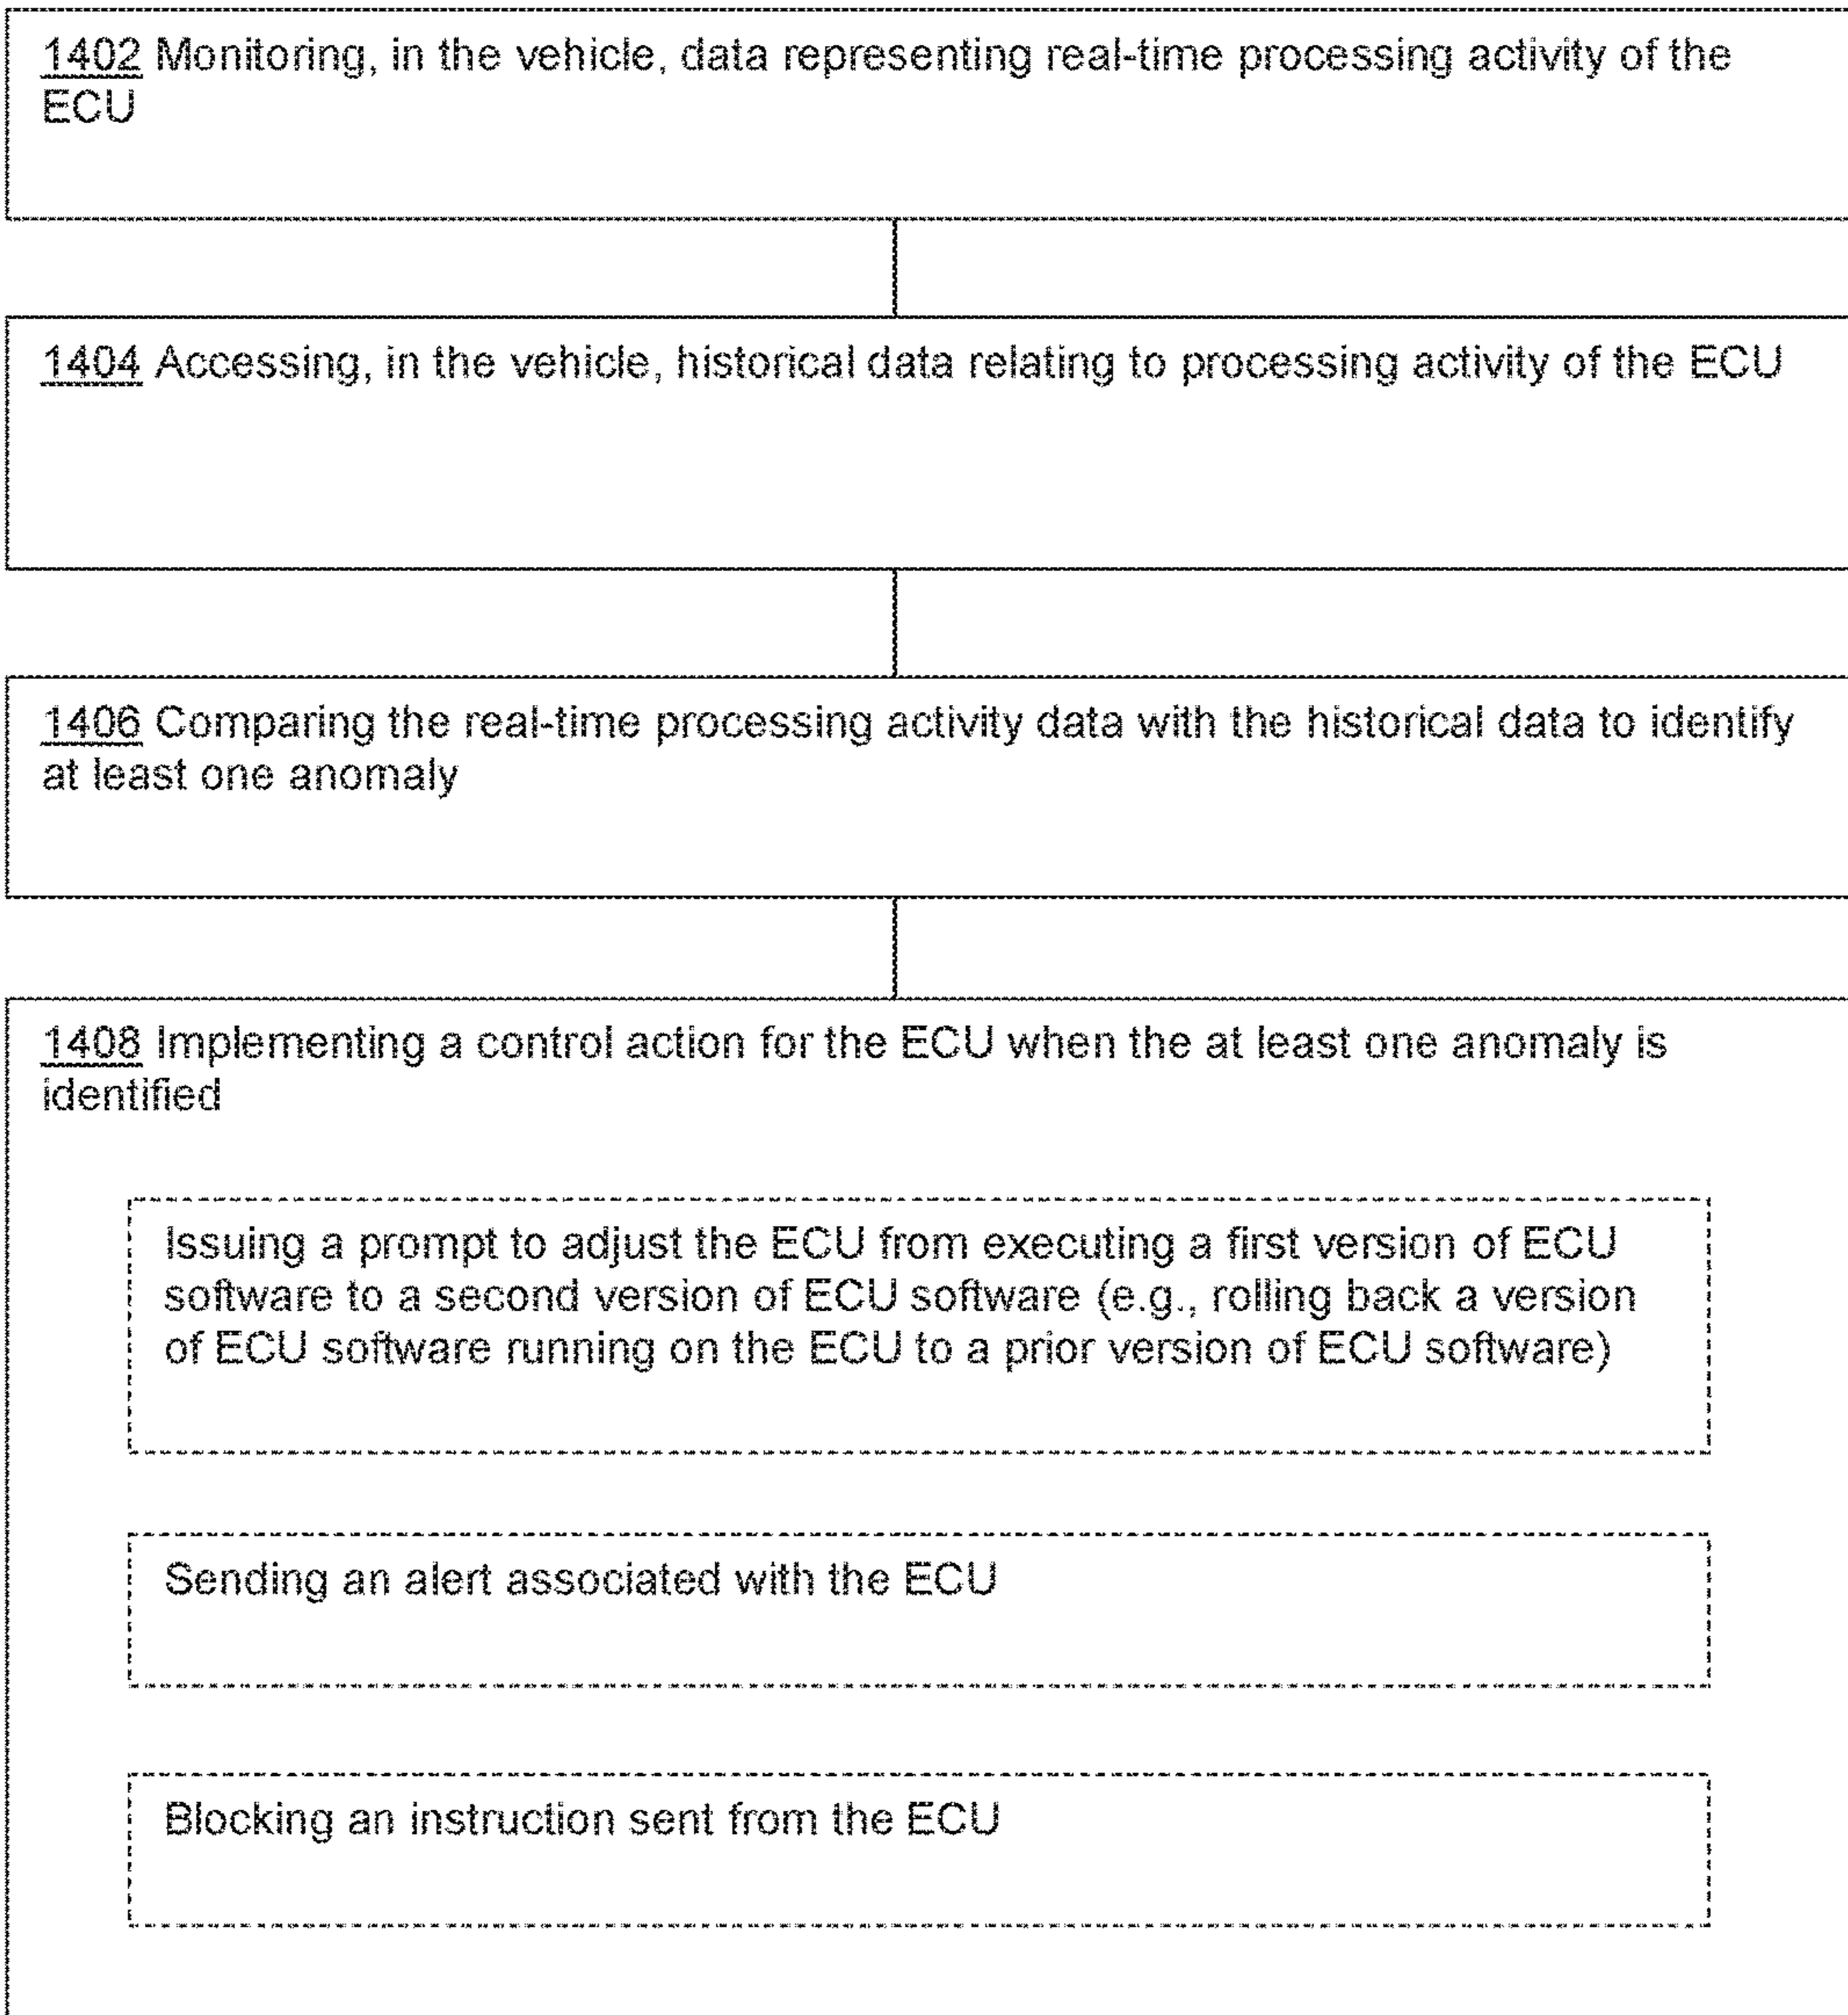 1402 Monitoring, in the vehicle, data representing real-time processing activity of the
ECU
1404 Accessing, in the vehicle, historical data relating to processing activity of the ECU
1406 Comparing the real-time processing activity data with the historical data to identify
at least one anomaly
1408 Implementing a control action for the ECU when the at least one anomaly is
identified
Issuing a prompt to adjust the ECU from executing a first version of ECU
software to a second version of ECU software (e.g., rolling back a version
of ECU software running on the ECU to a prior version of ECU software)
Sending an alert associated with the ECU
Blocking an instruction sent from the ECU